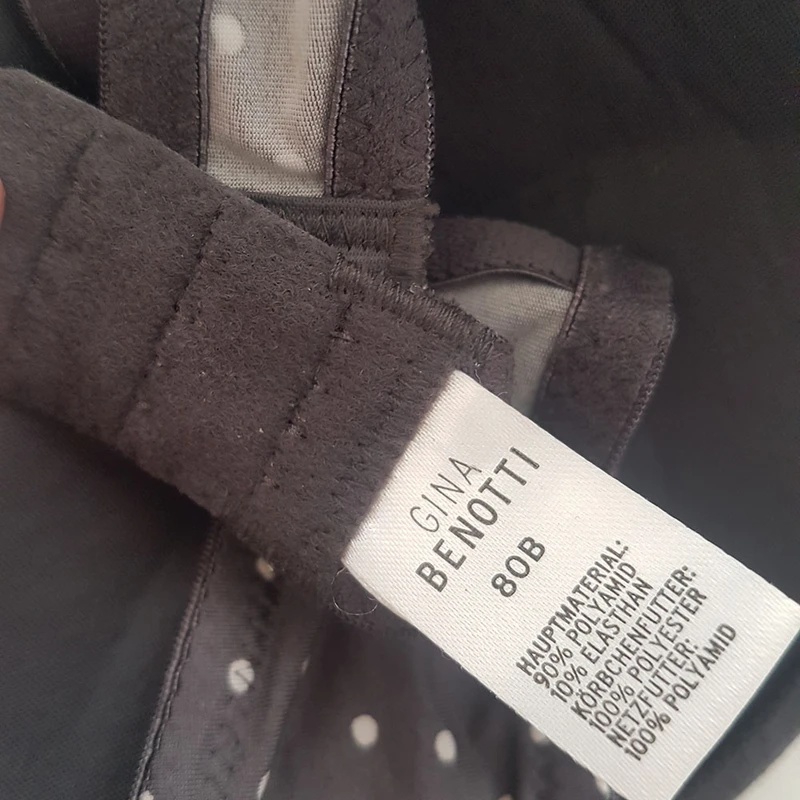 GINA
BENOTTI
80B
HAUPTMATERIAL:
90% POLYAMID
10% ELASTHAN
KÖRBCHENFUTTER:
100% POLYESTER
NETZFUTTER:
100% POLYAMID